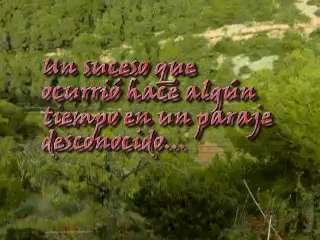 Un suceso que
ocurrió hace algún
tiempo en un paraje
desconocido...